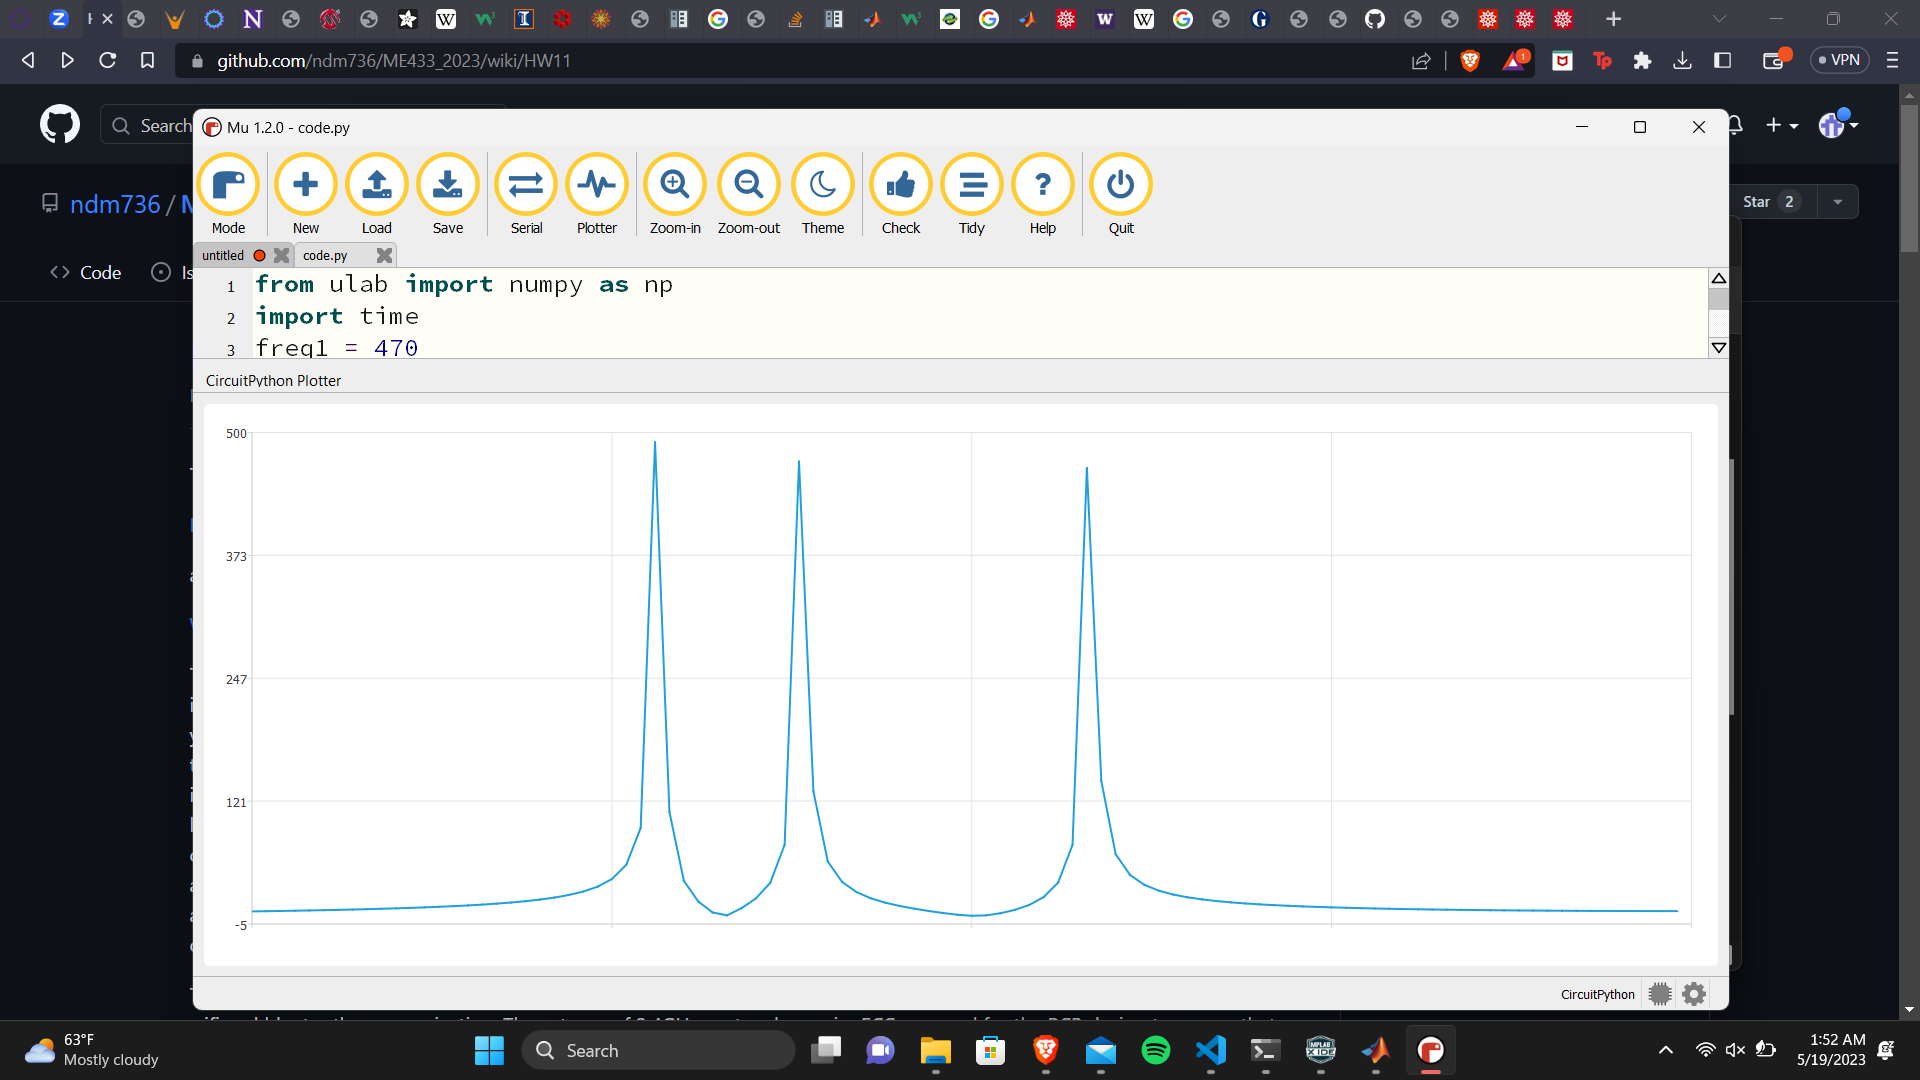 github.com/ndm736/ME433_2023/wiki/HW11
1
VPN
Search
Mu 1.2.0 - code.py
ndm736 /
Star 2
Mode
New
Load
Save
Serial
Plotter
Zoom-in
Zoom-out
Theme
Check
Tidy
Help
Quit
Code
Is
untitled
code.py
1 from ulab import numpy as np
2 import time
3 freq1 = 470
CircuitPython Plotter
500
373
247
121
-5
CircuitPython
63°F
Mostly cloudy
Search
1:52 AM
5/19/2023